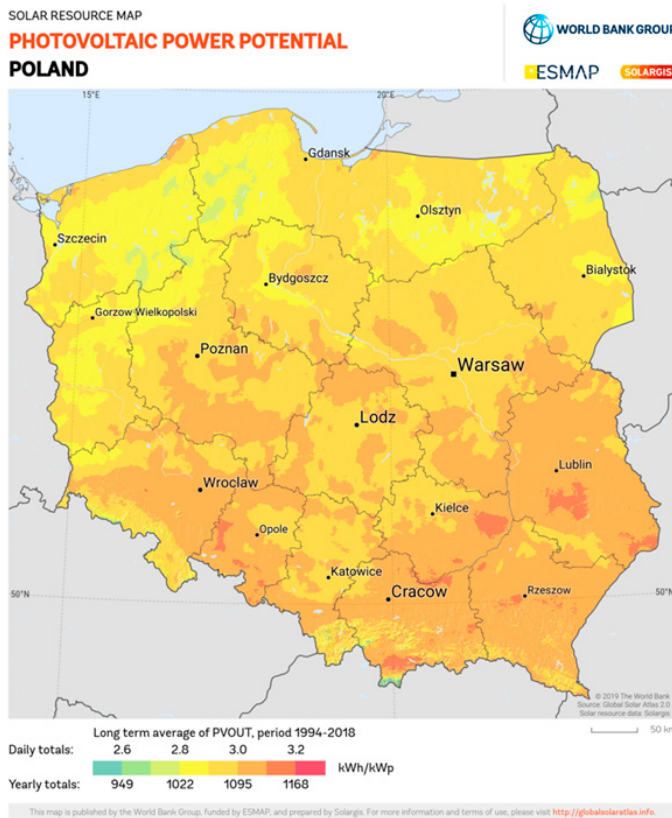 SOLAR RESOURCE MAP
PHOTOVOLTAIC POWER POTENTIAL
POLAND
WORLD BANK GROUP
ESMAP
SOLARGIS
15°E
20°E
Gdansk
Olsztyn
Szczecin
Bydgoszcz
Bialystok
Gorzow Wielkopolski
Poznan
Warsaw
Lodz
Lublin
Wroclaw
Kielce
Opole
Katowice
Cracow
Rzeszow
50°N
50°N
© 2019 The World Bank
Source: Global Solar Atlas 2.0
Solar resource data: Solargis
50 km
Long term average of PVOUT, period 1994-2018
Daily totals: 2.6 2.8 3.0 3.2
kWh/kWp
Yearly totals: 949 1022 1095 1168
This map is published by the World Bank Group, funded by ESMAP, and prepared by Solargis. For more information and terms of use, please visit http://globalsolaratlas.info.